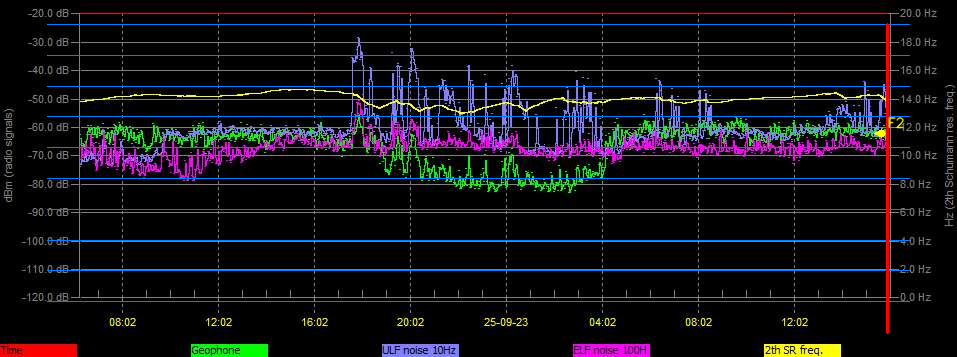 -20.0 dB 20.0 Hz
-30.0 dB 18.0 Hz
-40.0 dB 16.0 Hz
-50.0 dB 14.0 Hz
-60.0 dB 12.0 Hz
F2
-70.0 dB 10.0 Hz
-80.0 dB 8.0 Hz
-90.0 dB 6.0 Hz
-100.0 dB 4.0 Hz
-110.0 dB 2.0 Hz
-120.0 dB 0.0 Hz
dBm (radio signals)
Hz (2th Schumann res. freq.)
08:02 12:02 16:02 20:02 25-09-23 04:02 08:02 12:02
Time Geophone ULF noise 10Hz ELF noise 100H 2th SR freq.